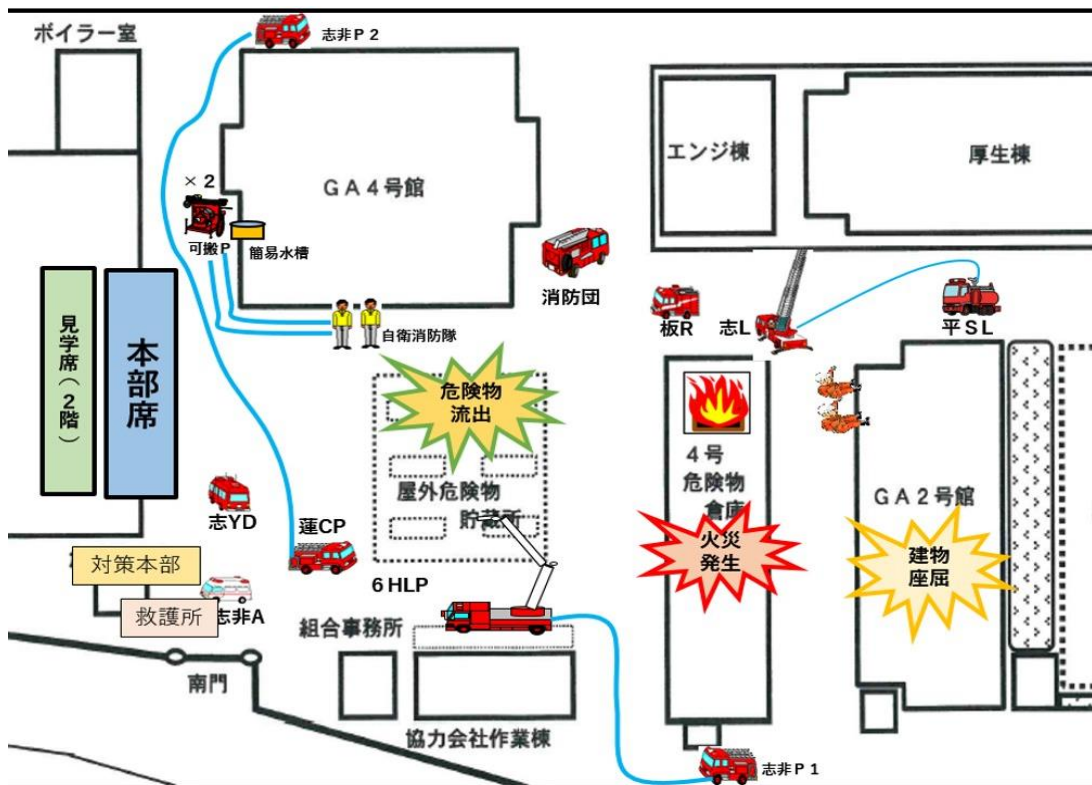 ボイラー室
志非P2
GA4号館
エンジ棟
厚生棟
×2
可搬P
簡易水槽
消防団
板R
志L
平SL
自衛消防隊
見学席(2階)
本部席
危険物
流出
屋外危険物
貯蔵所
4号
危険物
倉庫
火災
発生
GA2号館
建物
座屈
志YD
蓮CP
6HLP
対策本部
救護所
志非A
組合事務所
南門
協力会社作業棟
志非P1